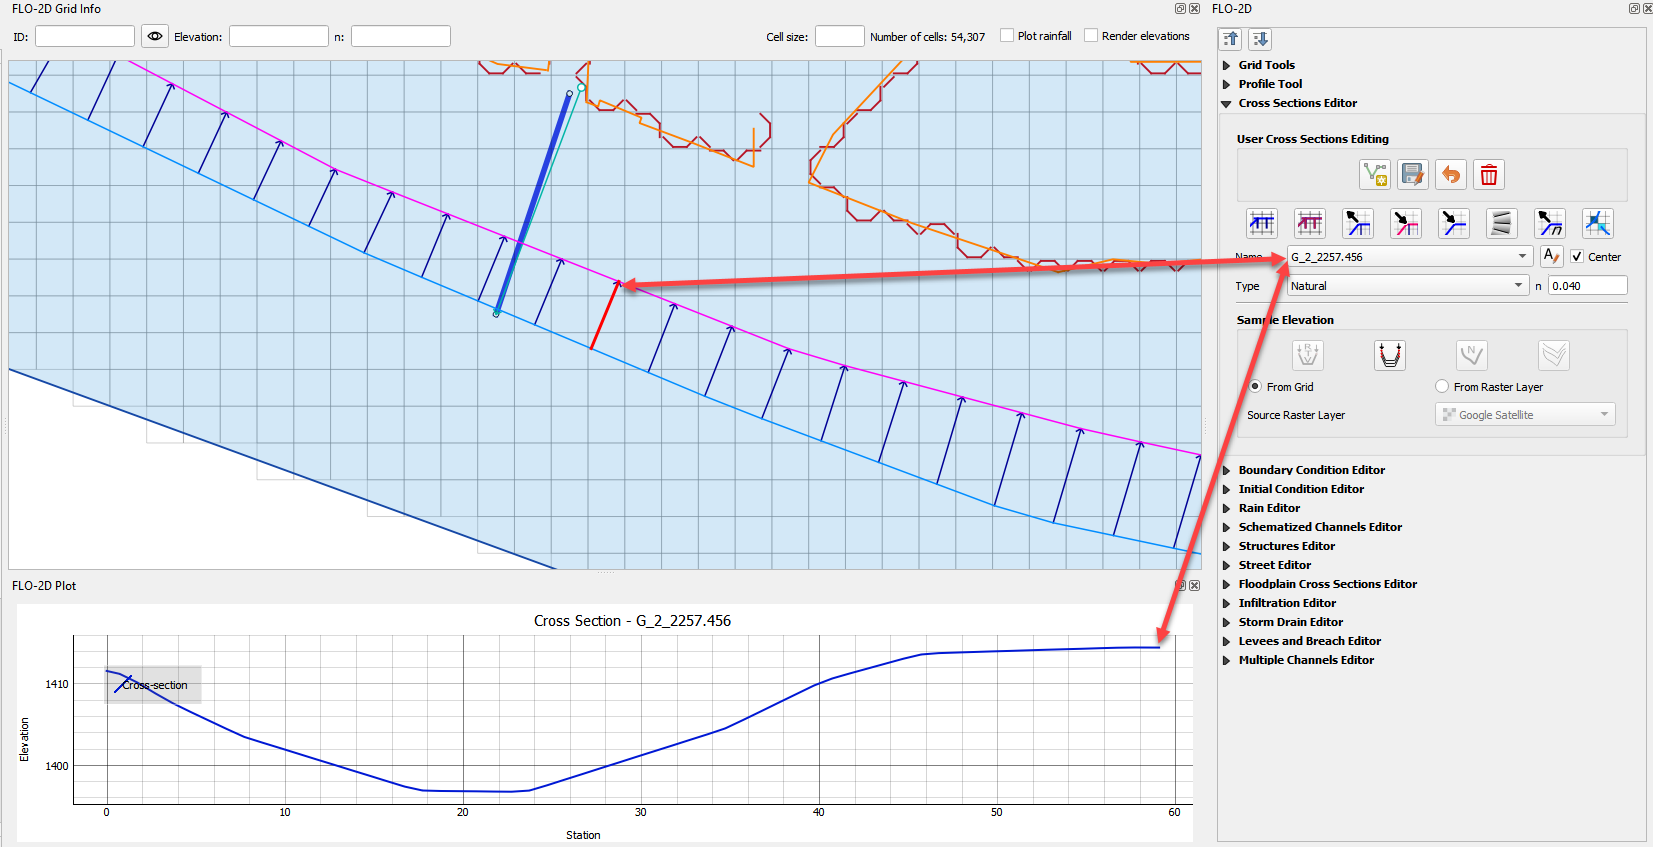 FLO-2D Grid Info
ID:
Elevation:
n:
Cell size:
Number of cells: 54,307
Plot rainfall
Render elevations
FLO-2D Plot
Cross Section - G_2_2257.456
Cross-section
1410
1400
Elevation
0 10 20 30 40 50 60
Station
FLO-2D
Grid Tools
Profile Tool
Cross Sections Editor
User Cross Sections Editing
Name G_2_2257.456 Center
Type Natural n 0.040
Sample Elevation
From Grid From Raster Layer
Source Raster Layer Google Satellite
Boundary Condition Editor
Initial Condition Editor
Rain Editor
Schematized Channels Editor
Structures Editor
Street Editor
Floodplain Cross Sections Editor
Infiltration Editor
Storm Drain Editor
Levees and Breach Editor
Multiple Channels Editor